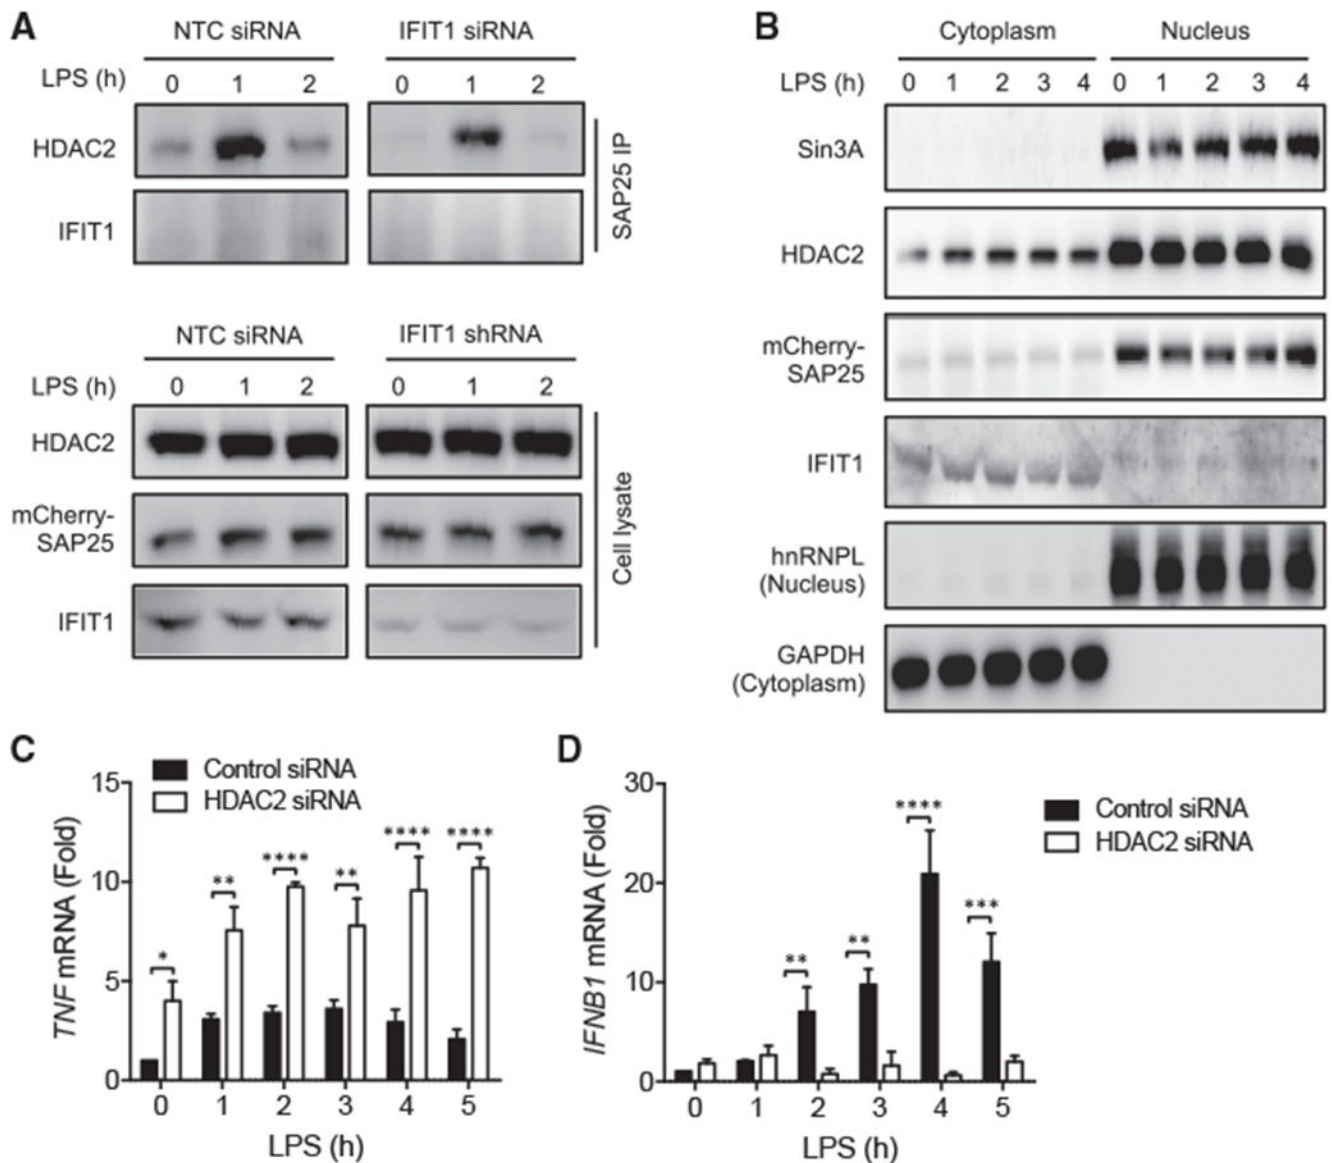 A
NTC siRNA IFIT1 siRNA
LPS (h) 0 1 2 0 1 2
HDAC2
IFIT1
SAP25 IP
NTC siRNA IFIT1 shRNA
LPS (h) 0 1 2 0 1 2
HDAC2
mCherry-
SAP25
IFIT1
Cell lysate
B
Cytoplasm Nucleus
LPS (h) 0 1 2 3 4 0 1 2 3 4
Sin3A
HDAC2
mCherry-
SAP25
IFIT1
hnRNPL
(Nucleus)
GAPDH
(Cytoplasm)
C
Control siRNA
HDAC2 siRNA
TNF mRNA (Fold)
15
10
5
0
* ** **** ** **** ****
0 1 2 3 4 5
LPS (h)
D
Control siRNA
HDAC2 siRNA
IFNB1 mRNA (Fold)
30
20
10
0
** ** **** ***
0 1 2 3 4 5
LPS (h)